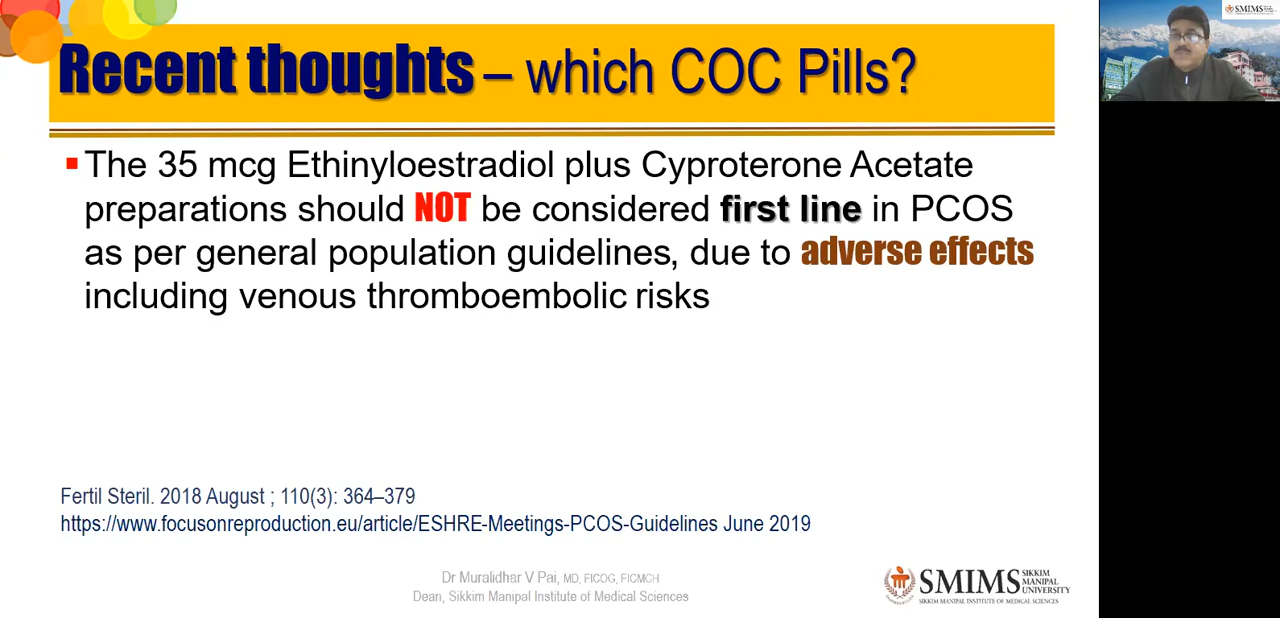 Recent thoughts – which COC Pills?
The 35 mcg Ethinyloestradiol plus Cyproterone Acetate
preparations should NOT be considered first line in PCOS
as per general population guidelines, due to adverse effects
including venous thromboembolic risks
Fertil Steril. 2018 August ; 110(3): 364–379
https://www.focusonreproduction.eu/article/ESHRE-Meetings-PCOS-Guidelines June 2019
Dr Muralidhar V Pai, MD, FICOG, FICMCH
Dean, Sikkim Manipal Institute of Medical Sciences
SMIMS SIKKIM
MANIPAL
UNIVERSITY
SIKKIM MANIPAL INSTITUTE OF MEDICAL SCIENCES
SMIMS